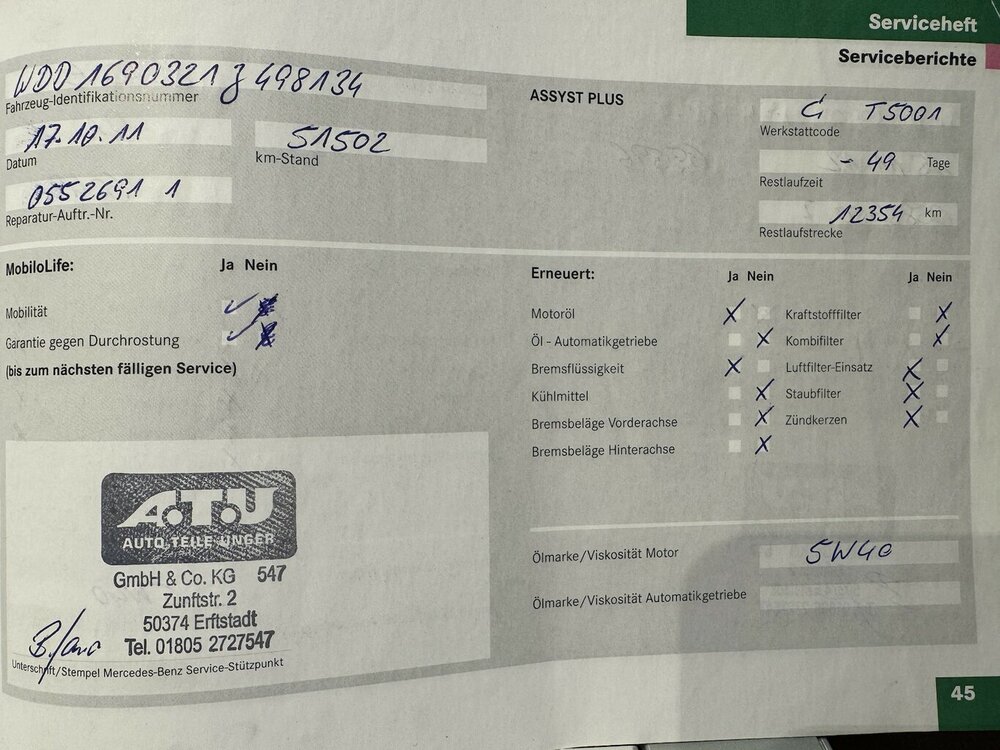 Serviceheft
Serviceberichte
WDD 1690321 J 498134
Fahrzeug-Identifikationsnummer
17.10.11
Datum
51502
km-Stand
0552691 1
Reparatur-Auftr.-Nr.
ASSYST PLUS
T5001
Werkstattcode
- 49 Tage
Restlaufzeit
12354 km
Restlaufstrecke
MobiloLife: Ja Nein
Mobilität
Garantie gegen Durchrostung
(bis zum nächsten fälligen Service)
Erneuert: Ja Nein
Motoröl X
Öl - Automatikgetriebe X
Bremsflüssigkeit X
Kühlmittel X
Bremsbeläge Vorderachse X
Bremsbeläge Hinterachse X
Ja Nein
Kraftstofffilter X
Kombifilter X
Luftfilter-Einsatz X
Staubfilter X
Zündkerzen X
A.T.U
AUTO TEILE UNGER
GmbH & Co. KG 547
Zunftstr. 2
50374 Erftstadt
Tel. 01805 2727547
Unterschrift/Stempel Mercedes-Benz Service-Stützpunkt
Ölmarke/Viskosität Motor 5W40
Ölmarke/Viskosität Automatikgetriebe
45